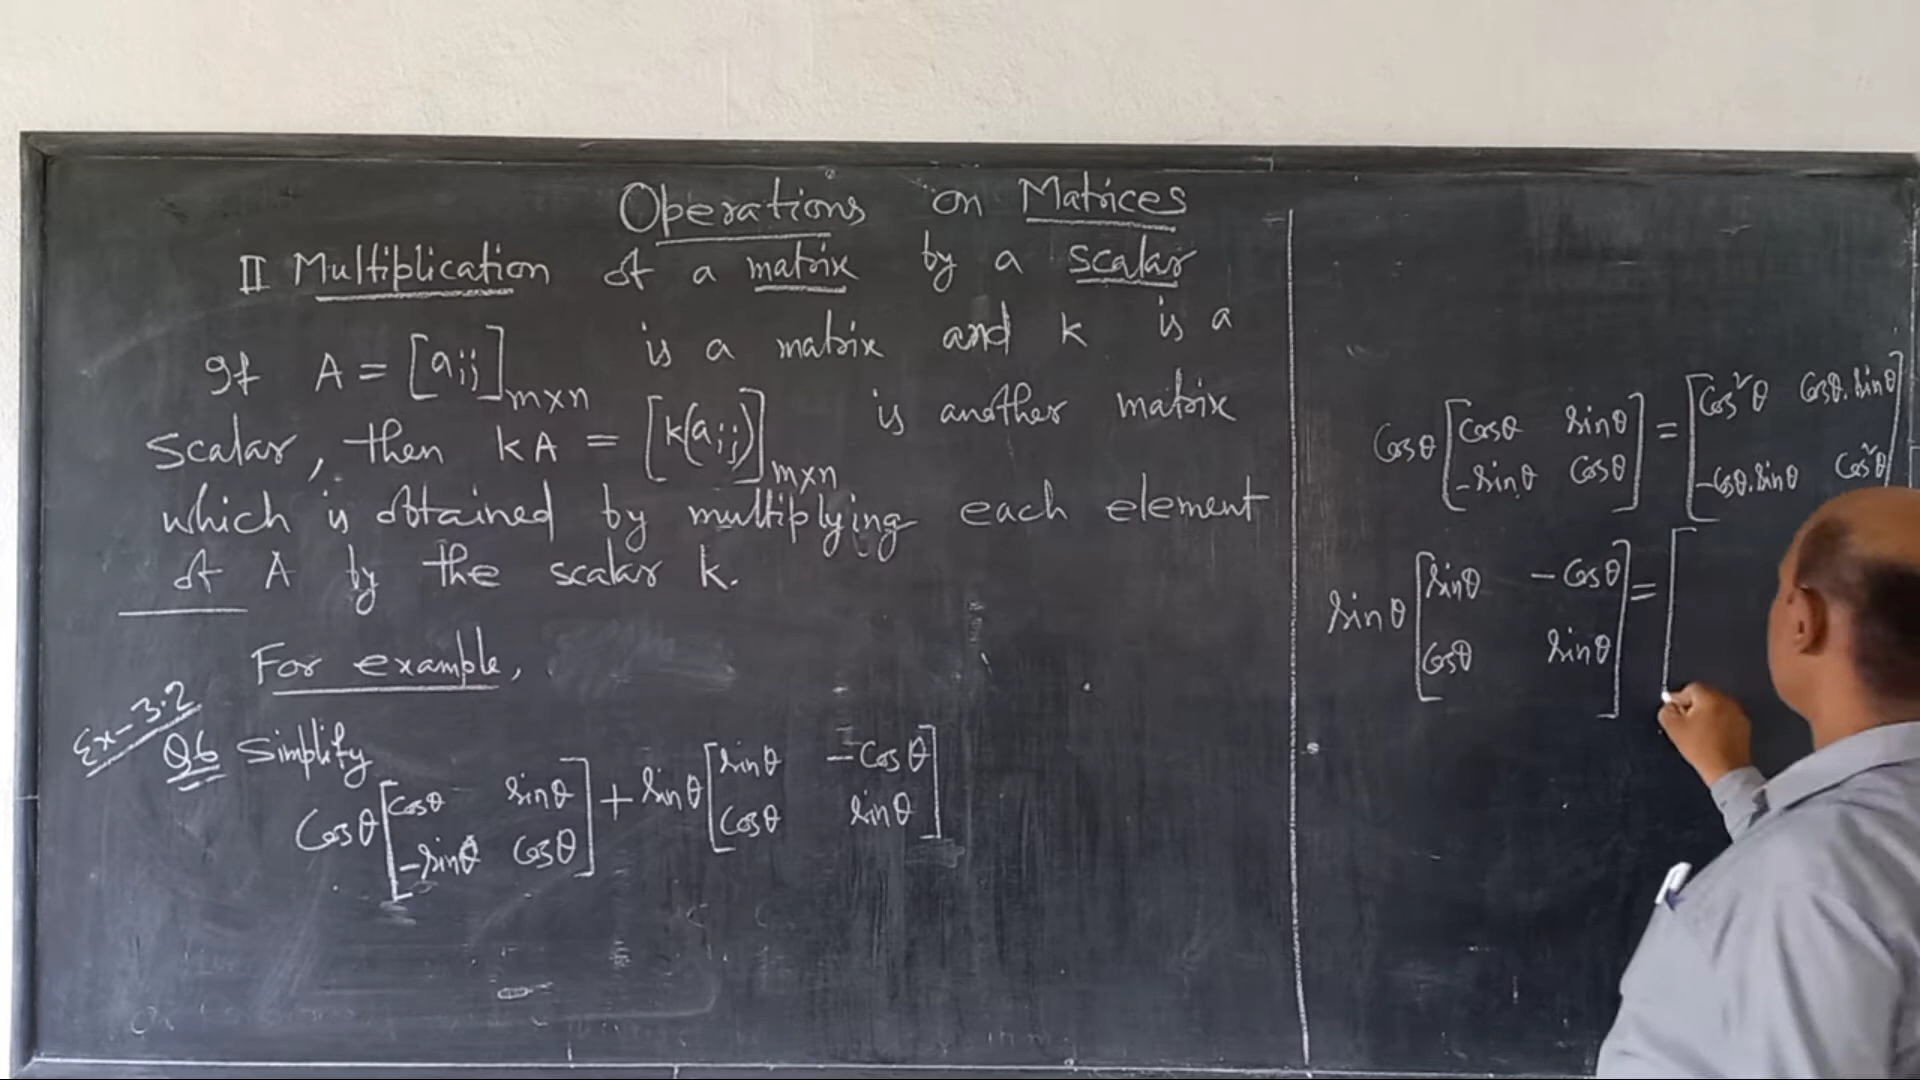 Operations on Matrices
II Multiplication of a matrix by a scalar
If A = [aij]m×n is a matrix and k is a
scalar, then kA = [k(aij)]m×n is another matrix
which is obtained by multiplying each element
of A by the scalar k.
For example,
Ex-3.2
Q6 Simplify
Cosθ [Cosθ sinθ
-sinθ Cosθ] + sinθ [sinθ -Cosθ
Cosθ sinθ]
Cosθ [Cosθ sinθ
-sinθ Cosθ] = [Cos²θ Cosθ.sinθ
-Cosθ.sinθ Cos²θ]
sinθ [sinθ -Cosθ
Cosθ sinθ] = [